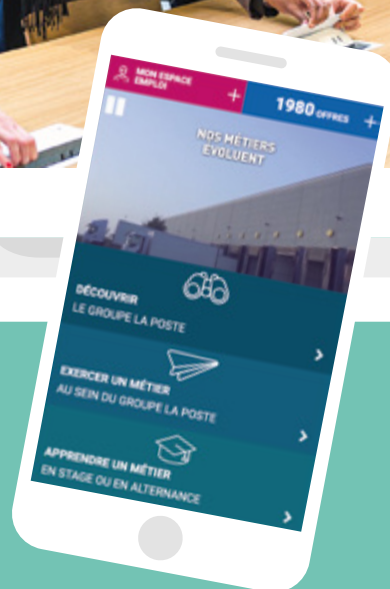 MON ESPACE
EMPLOI
1980 OFFRES
NOS MÉTIERS
ÉVOLUENT
DÉCOUVRIR
LE GROUPE LA POSTE
EXERCER UN MÉTIER
AU SEIN DU GROUPE LA POSTE
APPRENDRE UN MÉTIER
EN STAGE OU EN ALTERNANCE